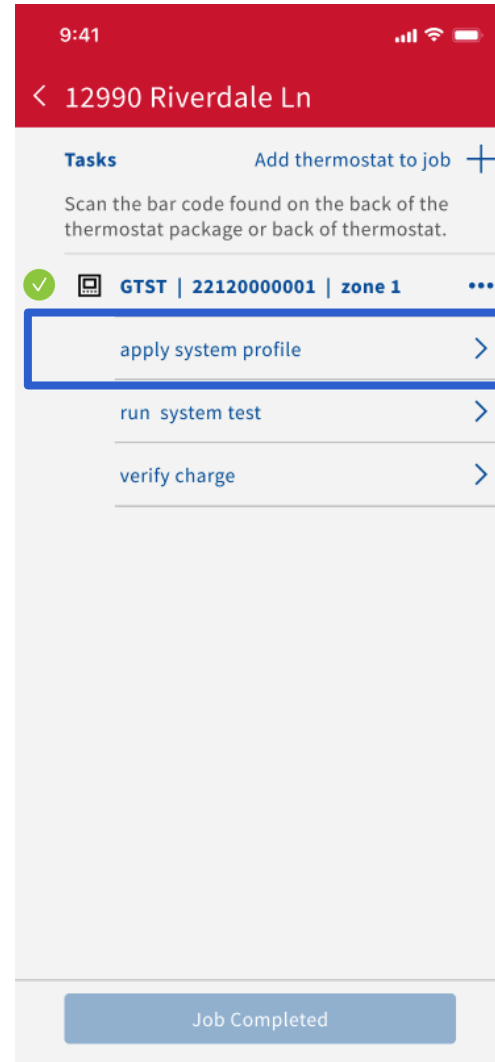 9:41
12990 Riverdale Ln
Tasks Add thermostat to job
Scan the bar code found on the back of the
thermostat package or back of thermostat.
GTST | 22120000001 | zone 1
apply system profile
run system test
verify charge
Job Completed